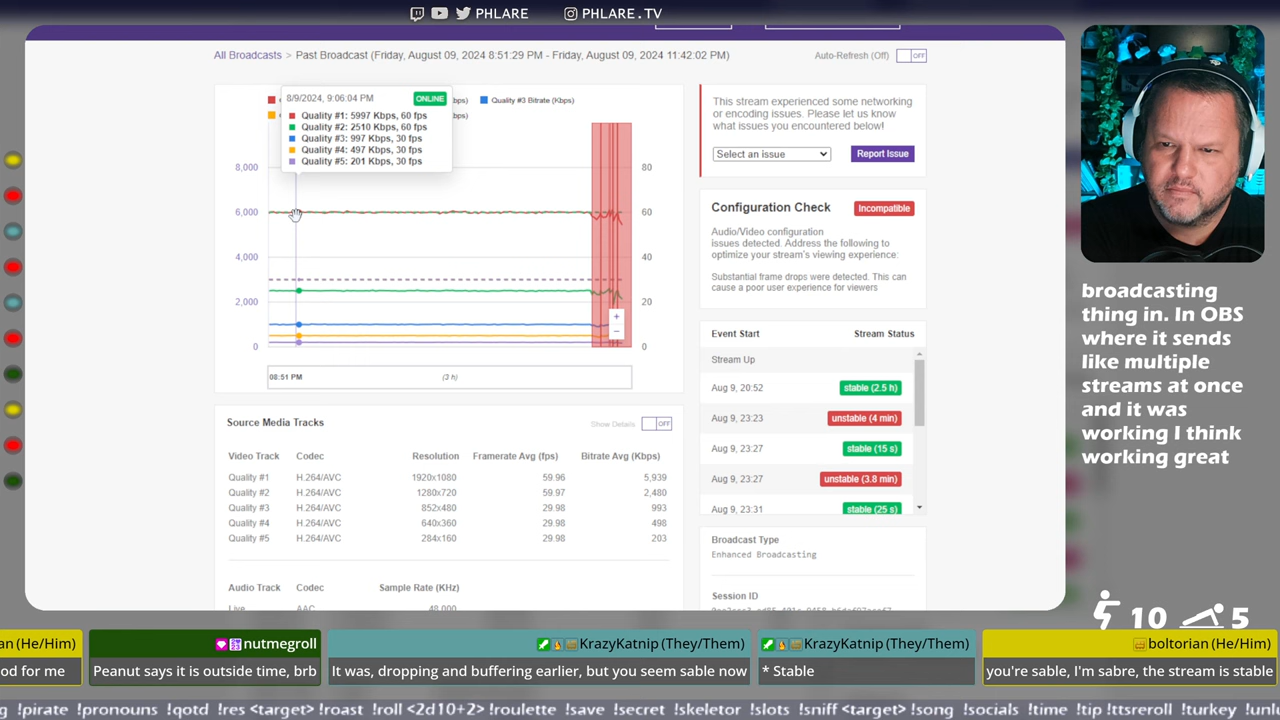 PHLARE
PHLARE.TV
All Broadcasts > Past Broadcast (Friday, August 09, 2024 8:51:29 PM - Friday, August 09, 2024 11:42:02 PM)
Auto-Refresh (Off) OFF
8/9/2024, 9:06:04 PM ONLINE
Quality #1: 5997 Kbps, 60 fps
Quality #2: 2510 Kbps, 60 fps
Quality #3: 997 Kbps, 30 fps
Quality #4: 497 Kbps, 30 fps
Quality #5: 201 Kbps, 30 fps
Quality #3 Bitrate (Kbps)
8,000 80
6,000 60
4,000 40
2,000 20
0 0
+
−
08:51 PM (3 h)
This stream experienced some networking
or encoding issues. Please let us know
what issues you encountered below!
Select an issue Report Issue
Configuration Check Incompatible
Audio/Video configuration
issues detected. Address the following to
optimize your stream's viewing experience:
Substantial frame drops were detected. This can
cause a poor user experience for viewers
Event Start Stream Status
Stream Up
Aug 9, 20:52 stable (2.5 h)
Aug 9, 23:23 unstable (4 min)
Aug 9, 23:27 stable (15 s)
Aug 9, 23:27 unstable (3.8 min)
Aug 9, 23:31 stable (25 s)
Broadcast Type
Enhanced Broadcasting
Session ID
Source Media Tracks Show Details OFF
Video Track Codec Resolution Framerate Avg (fps) Bitrate Avg (Kbps)
Quality #1 H.264/AVC 1920x1080 59.96 5,939
Quality #2 H.264/AVC 1280x720 59.97 2,480
Quality #3 H.264/AVC 852x480 29.98 993
Quality #4 H.264/AVC 640x360 29.98 498
Quality #5 H.264/AVC 284x160 29.98 203
Audio Track Codec Sample Rate (KHz)
Live AAC 48,000
broadcasting
thing in. In OBS
where it sends
like multiple
streams at once
and it was
working I think
working great
10 5
an (He/Him)
od for me
nutmegroll
Peanut says it is outside time, brb
KrazyKatnip (They/Them)
It was, dropping and buffering earlier, but you seem sable now
KrazyKatnip (They/Them)
* Stable
boltorian (He/Him)
you're sable, I'm sabre, the stream is stable
g !pirate !pronouns !qotd !res <target> !roast !roll <2d10+2> !roulette !save !secret !skeletor !slots !sniff <target> !song !socials !time !tip !ttsreroll !turkey !unl